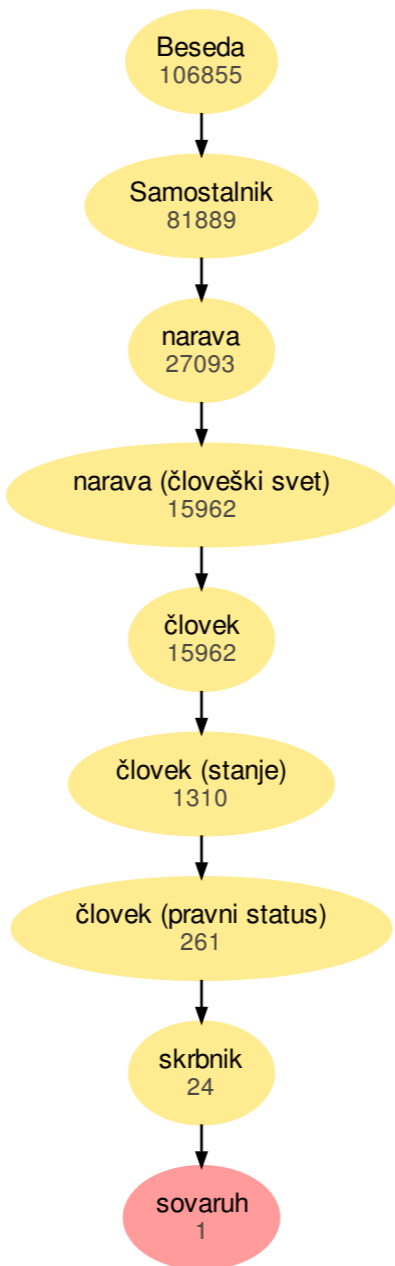 Beseda
106855
Samostalnik
81889
narava
27093
narava (človeški svet)
15962
človek
15962
človek (stanje)
1310
človek (pravni status)
261
skrbnik
24
sovaruh
1